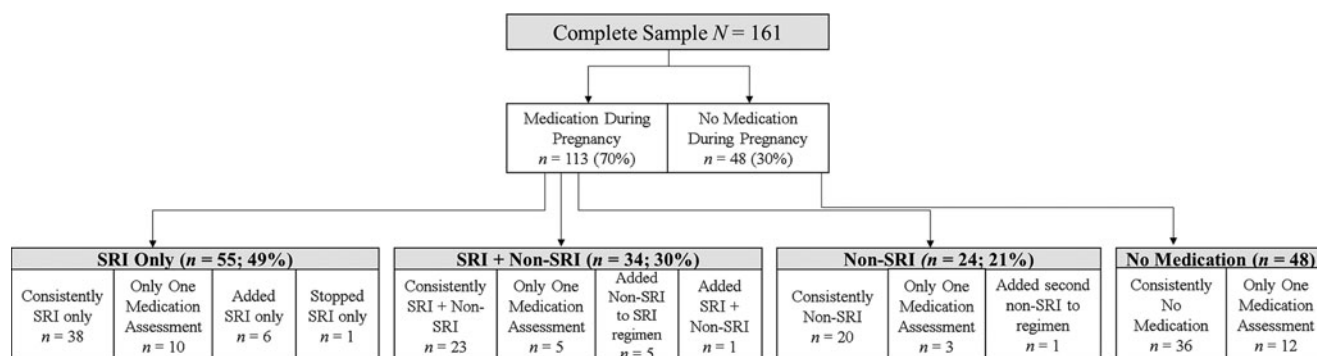 Complete Sample N = 161
Medication During
Pregnancy
n = 113 (70%)
No Medication
During Pregnancy
n = 48 (30%)
SRI Only (n = 55; 49%)
Consistently
SRI only
n = 38
Only One
Medication
Assessment
n = 10
Added
SRI only
n = 6
Stopped
SRI only
n = 1
SRI + Non-SRI (n = 34; 30%)
Consistently
SRI + Non-
SRI
n = 23
Only One
Medication
Assessment
n = 5
Added
Non-SRI
to SRI
regimen
n = 5
Added
SRI +
Non-SRI
n = 1
Non-SRI (n = 24; 21%)
Consistently
Non-SRI
n = 20
Only One
Medication
Assessment
n = 3
Added second
non-SRI to
regimen
n = 1
No Medication (n = 48)
Consistently
No
Medication
n = 36
Only One
Medication
Assessment
n = 12